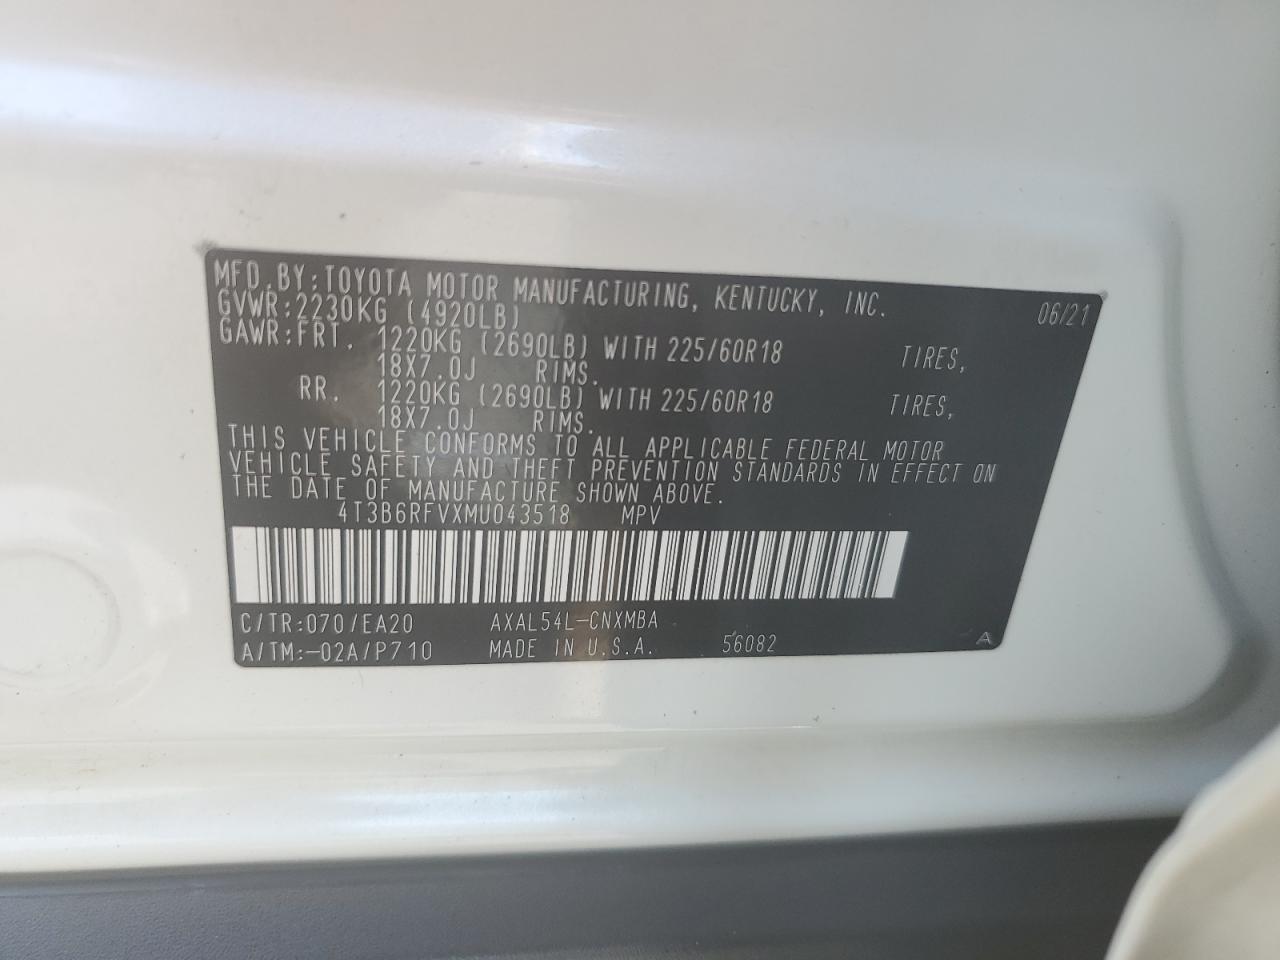 MFD.BY:TOYOTA MOTOR MANUFACTURING, KENTUCKY, INC. 06/21
GVWR:2230KG (4920LB)
GAWR:FRT. 1220KG (2690LB) WITH 225/60R18 TIRES,
18X7.0J RIMS.
RR. 1220KG (2690LB) WITH 225/60R18 TIRES,
18X7.0J RIMS.
THIS VEHICLE CONFORMS TO ALL APPLICABLE FEDERAL MOTOR
VEHICLE SAFETY AND THEFT PREVENTION STANDARDS IN EFFECT ON
THE DATE OF MANUFACTURE SHOWN ABOVE.
4T3B6RFVXMU043518 MPV
C/TR:070/EA20 AXAL54L-CNXMBA
A/TM:-02A/P710 MADE IN U.S.A. 56082 A